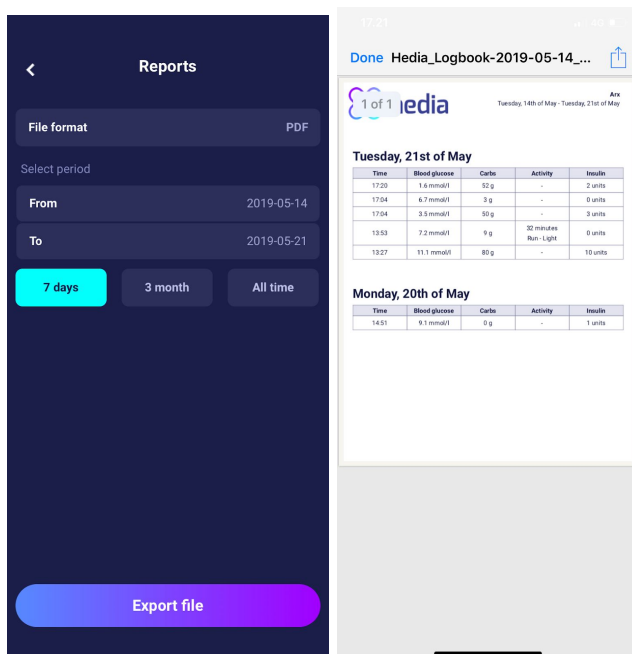 Reports
File format PDF
Select period
From 2019-05-14
To 2019-05-21
7 days 3 month All time
Export file
17:21
Done Hedia_Logbook-2019-05-14_...
1 of 1
hedia
Arx
Tuesday, 14th of May - Tuesday, 21st of May
Tuesday, 21st of May
Time Blood glucose Carbs Activity Insulin
17:20 1.6 mmol/l 52 g - 2 units
17:04 6.7 mmol/l 3 g - 0 units
17:04 3.5 mmol/l 50 g - 3 units
13:53 7.2 mmol/l 9 g 32 minutes 0 units
Run - Light
13:27 11.1 mmol/l 80 g - 10 units
Monday, 20th of May
Time Blood glucose Carbs Activity Insulin
14:51 9.1 mmol/l 0 g - 1 units